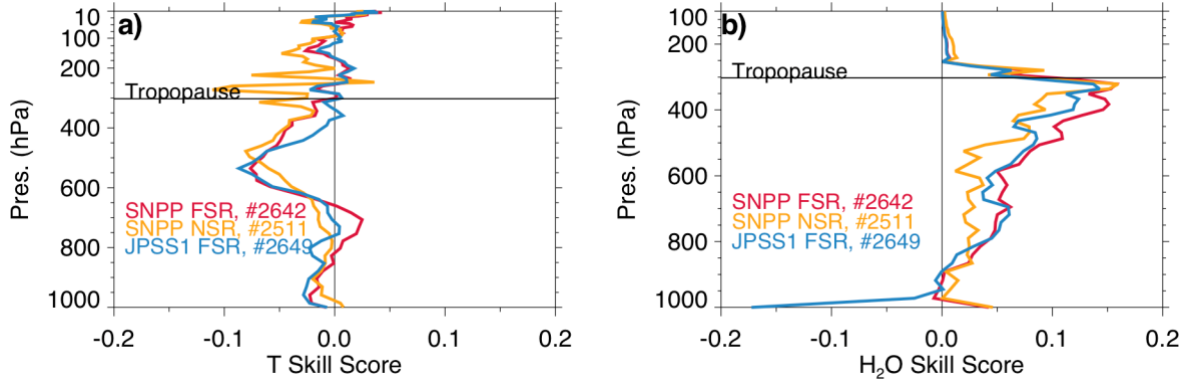 a)
10
100
200
400
600
800
1000
Pres. (hPa)
Tropopause
SNPP FSR, #2642
SNPP NSR, #2511
JPSS1 FSR, #2649
-0.2 -0.1 0.0 0.1 0.2
T Skill Score
b)
100
200
300
400
500
600
700
800
900
1000
Pres. (hPa)
Tropopause
SNPP FSR, #2642
SNPP NSR, #2511
JPSS1 FSR, #2649
-0.2 -0.1 0.0 0.1 0.2
H₂O Skill Score